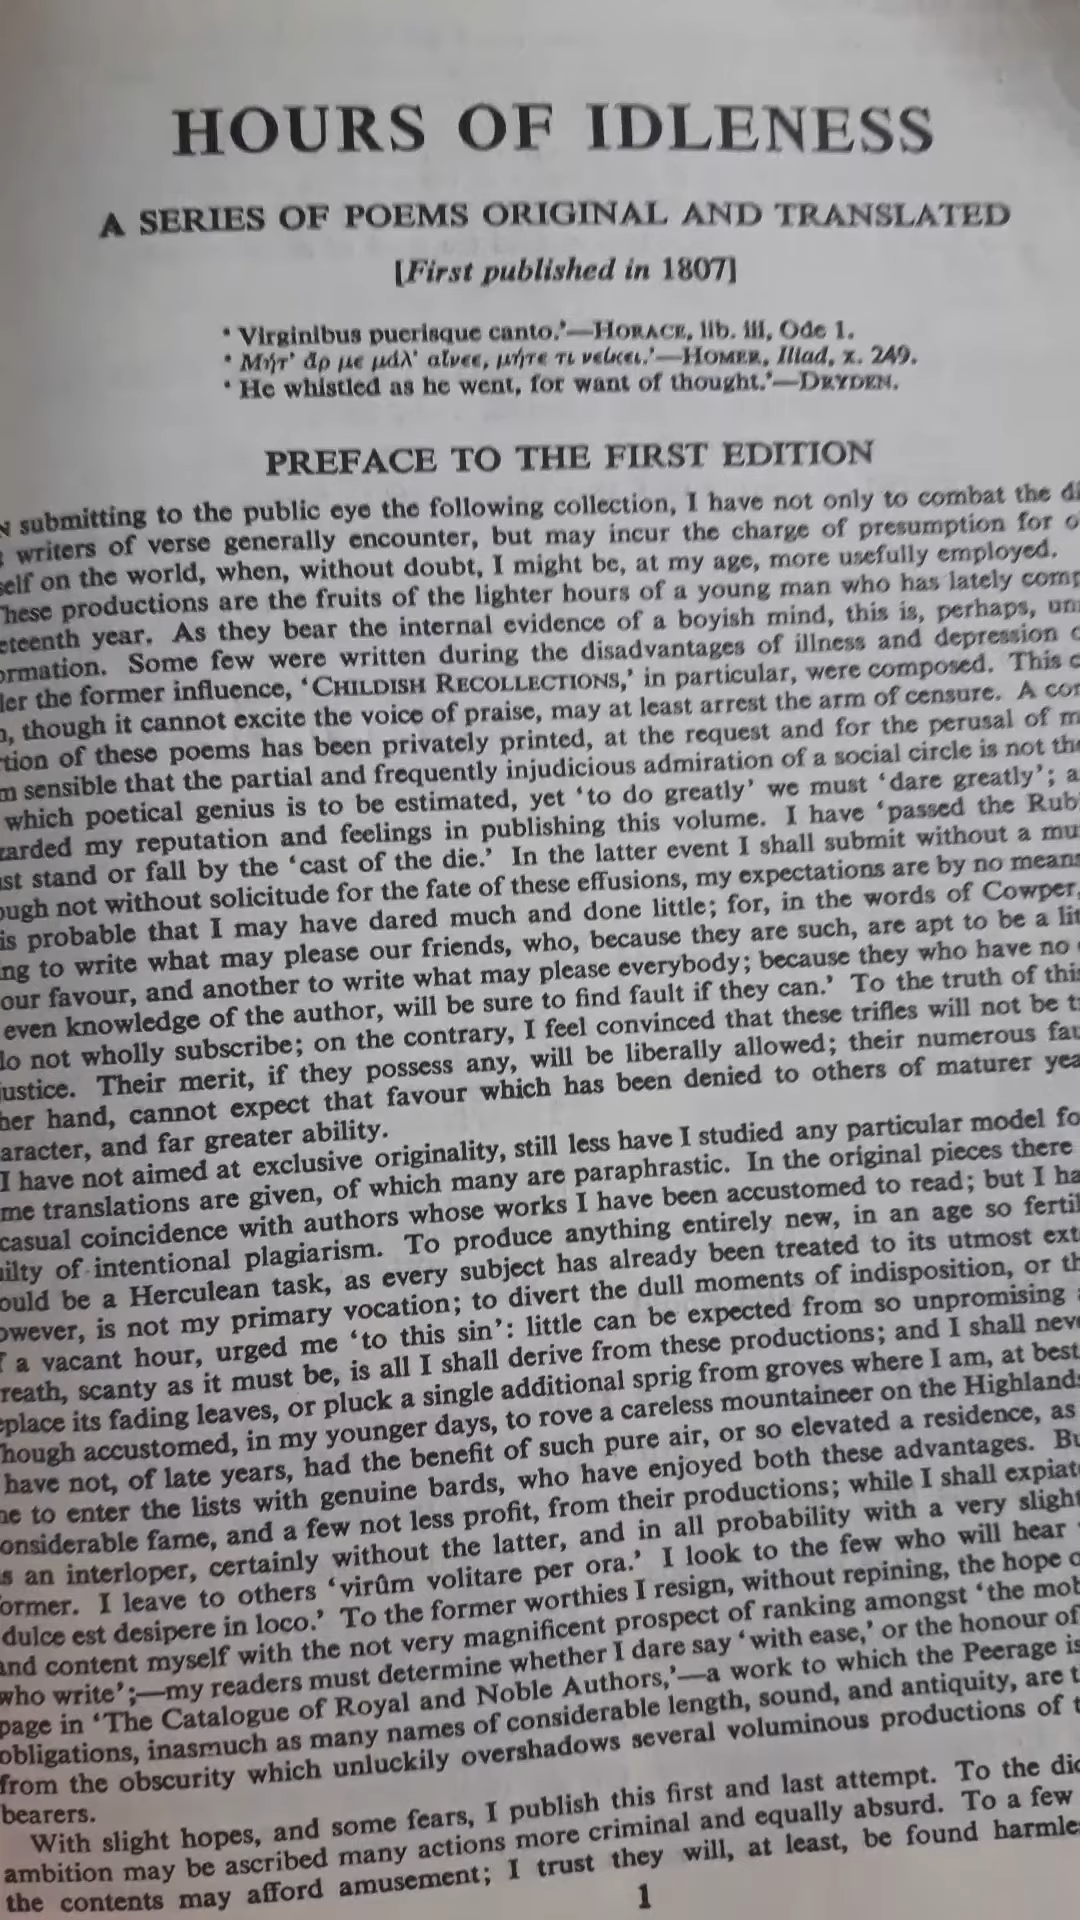 HOURS OF IDLENESS
A SERIES OF POEMS ORIGINAL AND TRANSLATED
[First published in 1807]
‘Virginibus puerisque canto.’—HORACE, lib. iii, Ode 1.
‘Μήτ’ ἄρ με μάλ’ αἴνεε, μήτε τι νείκει.’—HOMER, Iliad, x. 249.
‘He whistled as he went, for want of thought.’—DRYDEN.
PREFACE TO THE FIRST EDITION
submitting to the public eye the following collection, I have not only to combat the
writers of verse generally encounter, but may incur the charge of presumption for
self on the world, when, without doubt, I might be, at my age, more usefully employed.
These productions are the fruits of the lighter hours of a young man who has lately
eteenth year. As they bear the internal evidence of a boyish mind, this is, perhaps,
ormation. Some few were written during the disadvantages of illness and depression
der the former influence, ‘CHILDISH RECOLLECTIONS,’ in particular, were composed. This
n, though it cannot excite the voice of praise, may at least arrest the arm of censure. A
tion of these poems has been privately printed, at the request and for the perusal of
m sensible that the partial and frequently injudicious admiration of a social circle is not the
which poetical genius is to be estimated, yet ‘to do greatly’ we must ‘dare greatly’;
zarded my reputation and feelings in publishing this volume. I have ‘passed the Rub
ust stand or fall by the ‘cast of the die.’ In the latter event I shall submit without a mu
ough not without solicitude for the fate of these effusions, my expectations are by no means
is probable that I may have dared much and done little; for, in the words of Cowper,
ing to write what may please our friends, who, because they are such, are apt to be a lit
our favour, and another to write what may please everybody; because they who have no
even knowledge of the author, will be sure to find fault if they can.’ To the truth of this
do not wholly subscribe; on the contrary, I feel convinced that these trifles will not be
justice. Their merit, if they possess any, will be liberally allowed; their numerous fau
her hand, cannot expect that favour which has been denied to others of maturer yea
aracter, and far greater ability.
I have not aimed at exclusive originality, still less have I studied any particular model fo
me translations are given, of which many are paraphrastic. In the original pieces there
casual coincidence with authors whose works I have been accustomed to read; but I ha
uilty of intentional plagiarism. To produce anything entirely new, in an age so fertil
ould be a Herculean task, as every subject has already been treated to its utmost ext
owever, is not my primary vocation; to divert the dull moments of indisposition, or th
f a vacant hour, urged me ‘to this sin’: little can be expected from so unpromising
reath, scanty as it must be, is all I shall derive from these productions; and I shall neve
eplace its fading leaves, or pluck a single additional sprig from groves where I am, at best,
hough accustomed, in my younger days, to rove a careless mountaineer on the Highlands
have not, of late years, had the benefit of such pure air, or so elevated a residence, as
ne to enter the lists with genuine bards, who have enjoyed both these advantages. Bu
onsiderable fame, and a few not less profit, from their productions; while I shall expiate
s an interloper, certainly without the latter, and in all probability with a very slight
ormer. I leave to others ‘virûm volitare per ora.’ I look to the few who will hear
dulce est desipere in loco.’ To the former worthies I resign, without repining, the hope o
and content myself with the not very magnificent prospect of ranking amongst ‘the mob
who write’;—my readers must determine whether I dare say ‘with ease,’ or the honour of
page in ‘The Catalogue of Royal and Noble Authors,’—a work to which the Peerage is
obligations, inasmuch as many names of considerable length, sound, and antiquity, are t
from the obscurity which unluckily overshadows several voluminous productions of t
bearers.
With slight hopes, and some fears, I publish this first and last attempt. To the dic
ambition may be ascribed many actions more criminal and equally absurd. To a few
the contents may afford amusement; I trust they will, at least, be found harmle
1